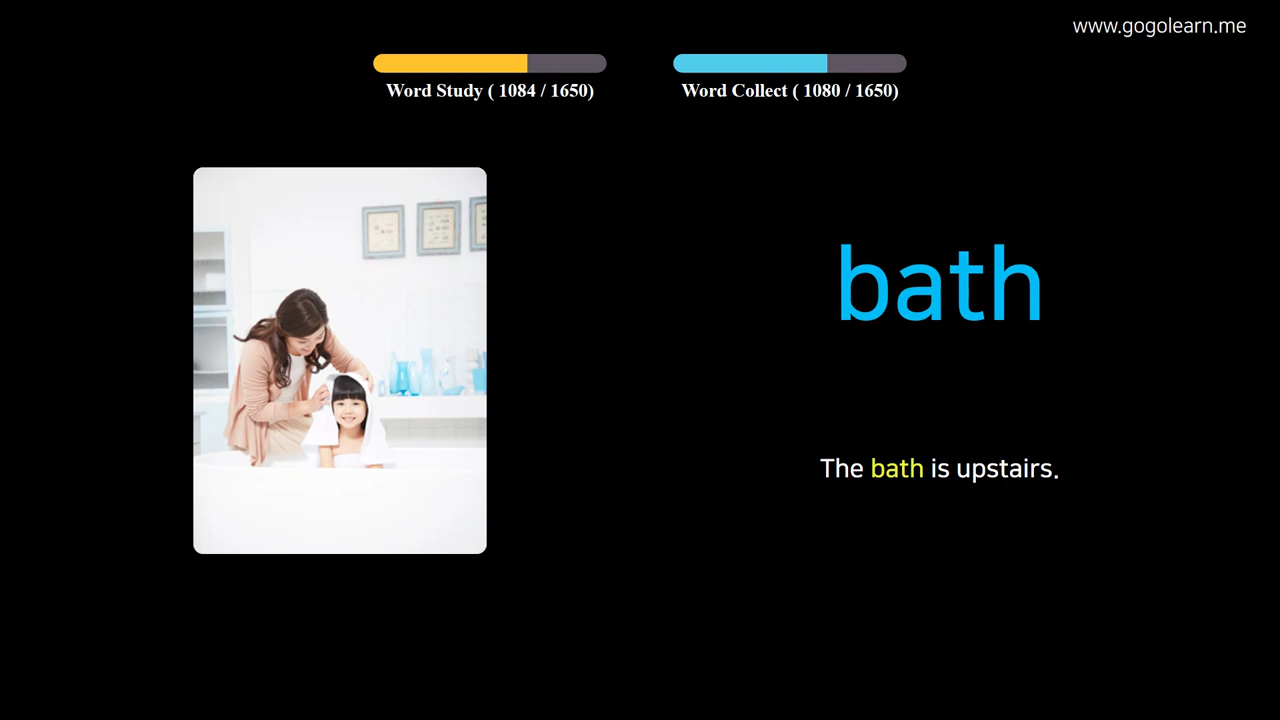 www.gogolearn.me
Word Study ( 1084 / 1650)
Word Collect ( 1080 / 1650)
bath
The bath is upstairs.